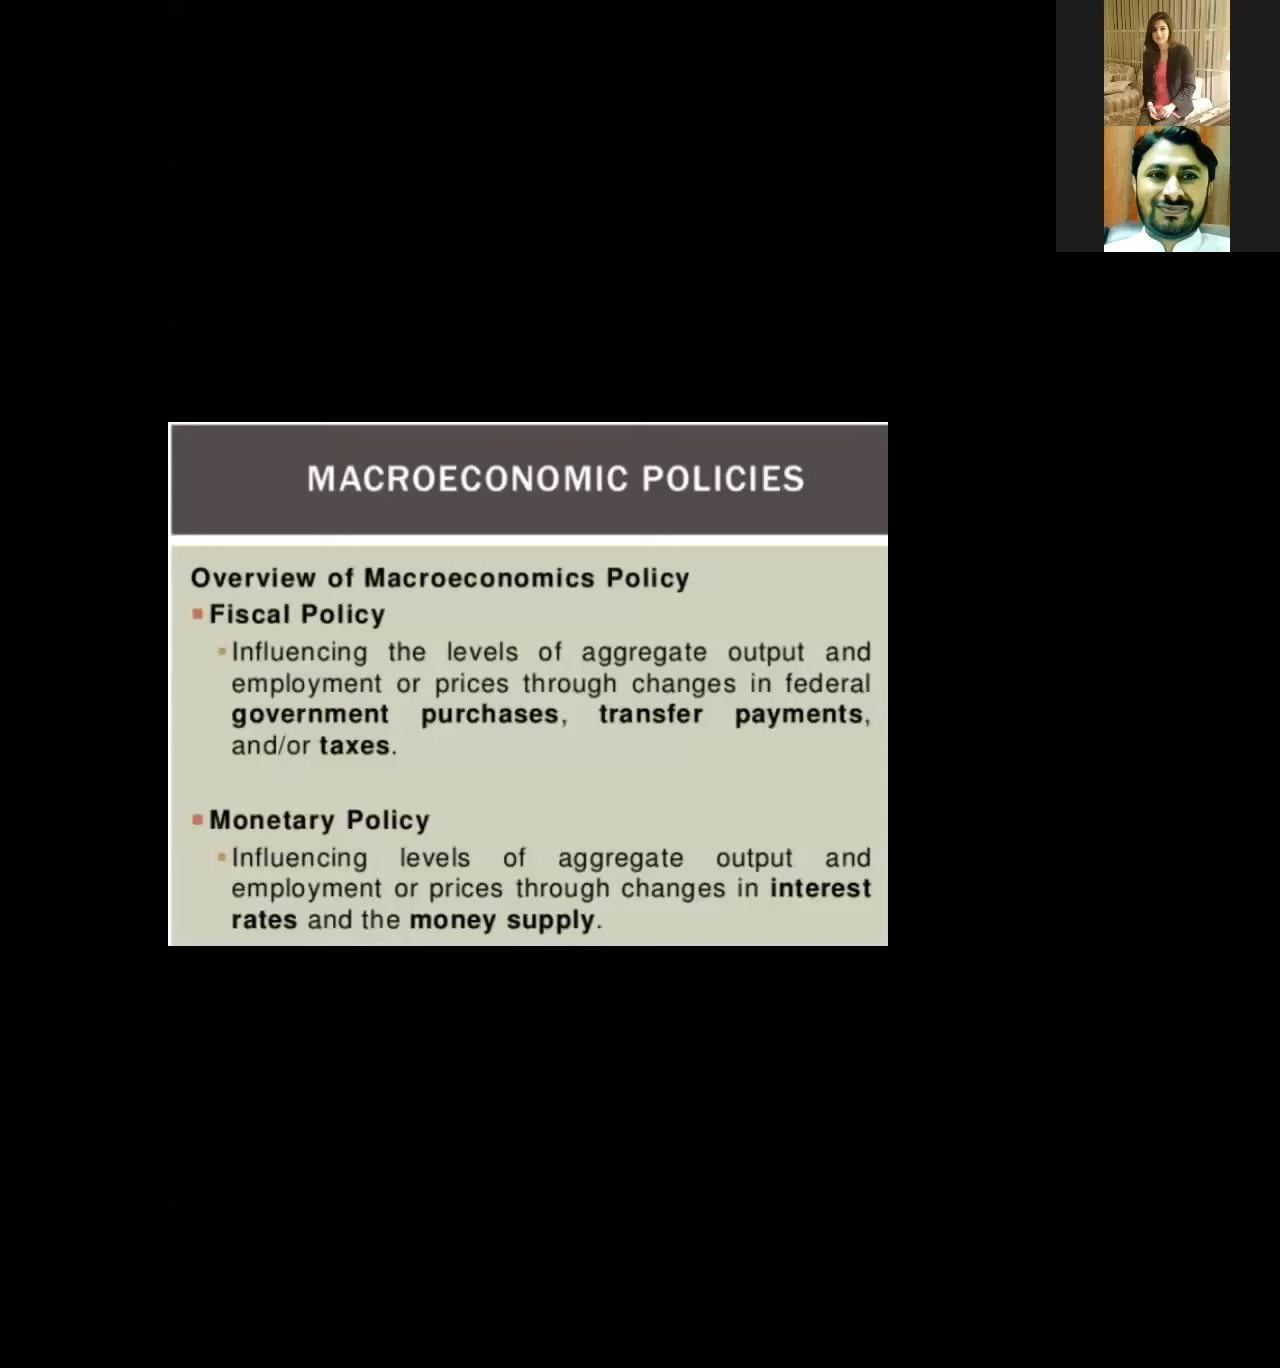 MACROECONOMIC POLICIES
Overview of Macroeconomics Policy
Fiscal Policy
Influencing the levels of aggregate output and
employment or prices through changes in federal
government purchases, transfer payments,
and/or taxes.
Monetary Policy
Influencing levels of aggregate output and
employment or prices through changes in interest
rates and the money supply.